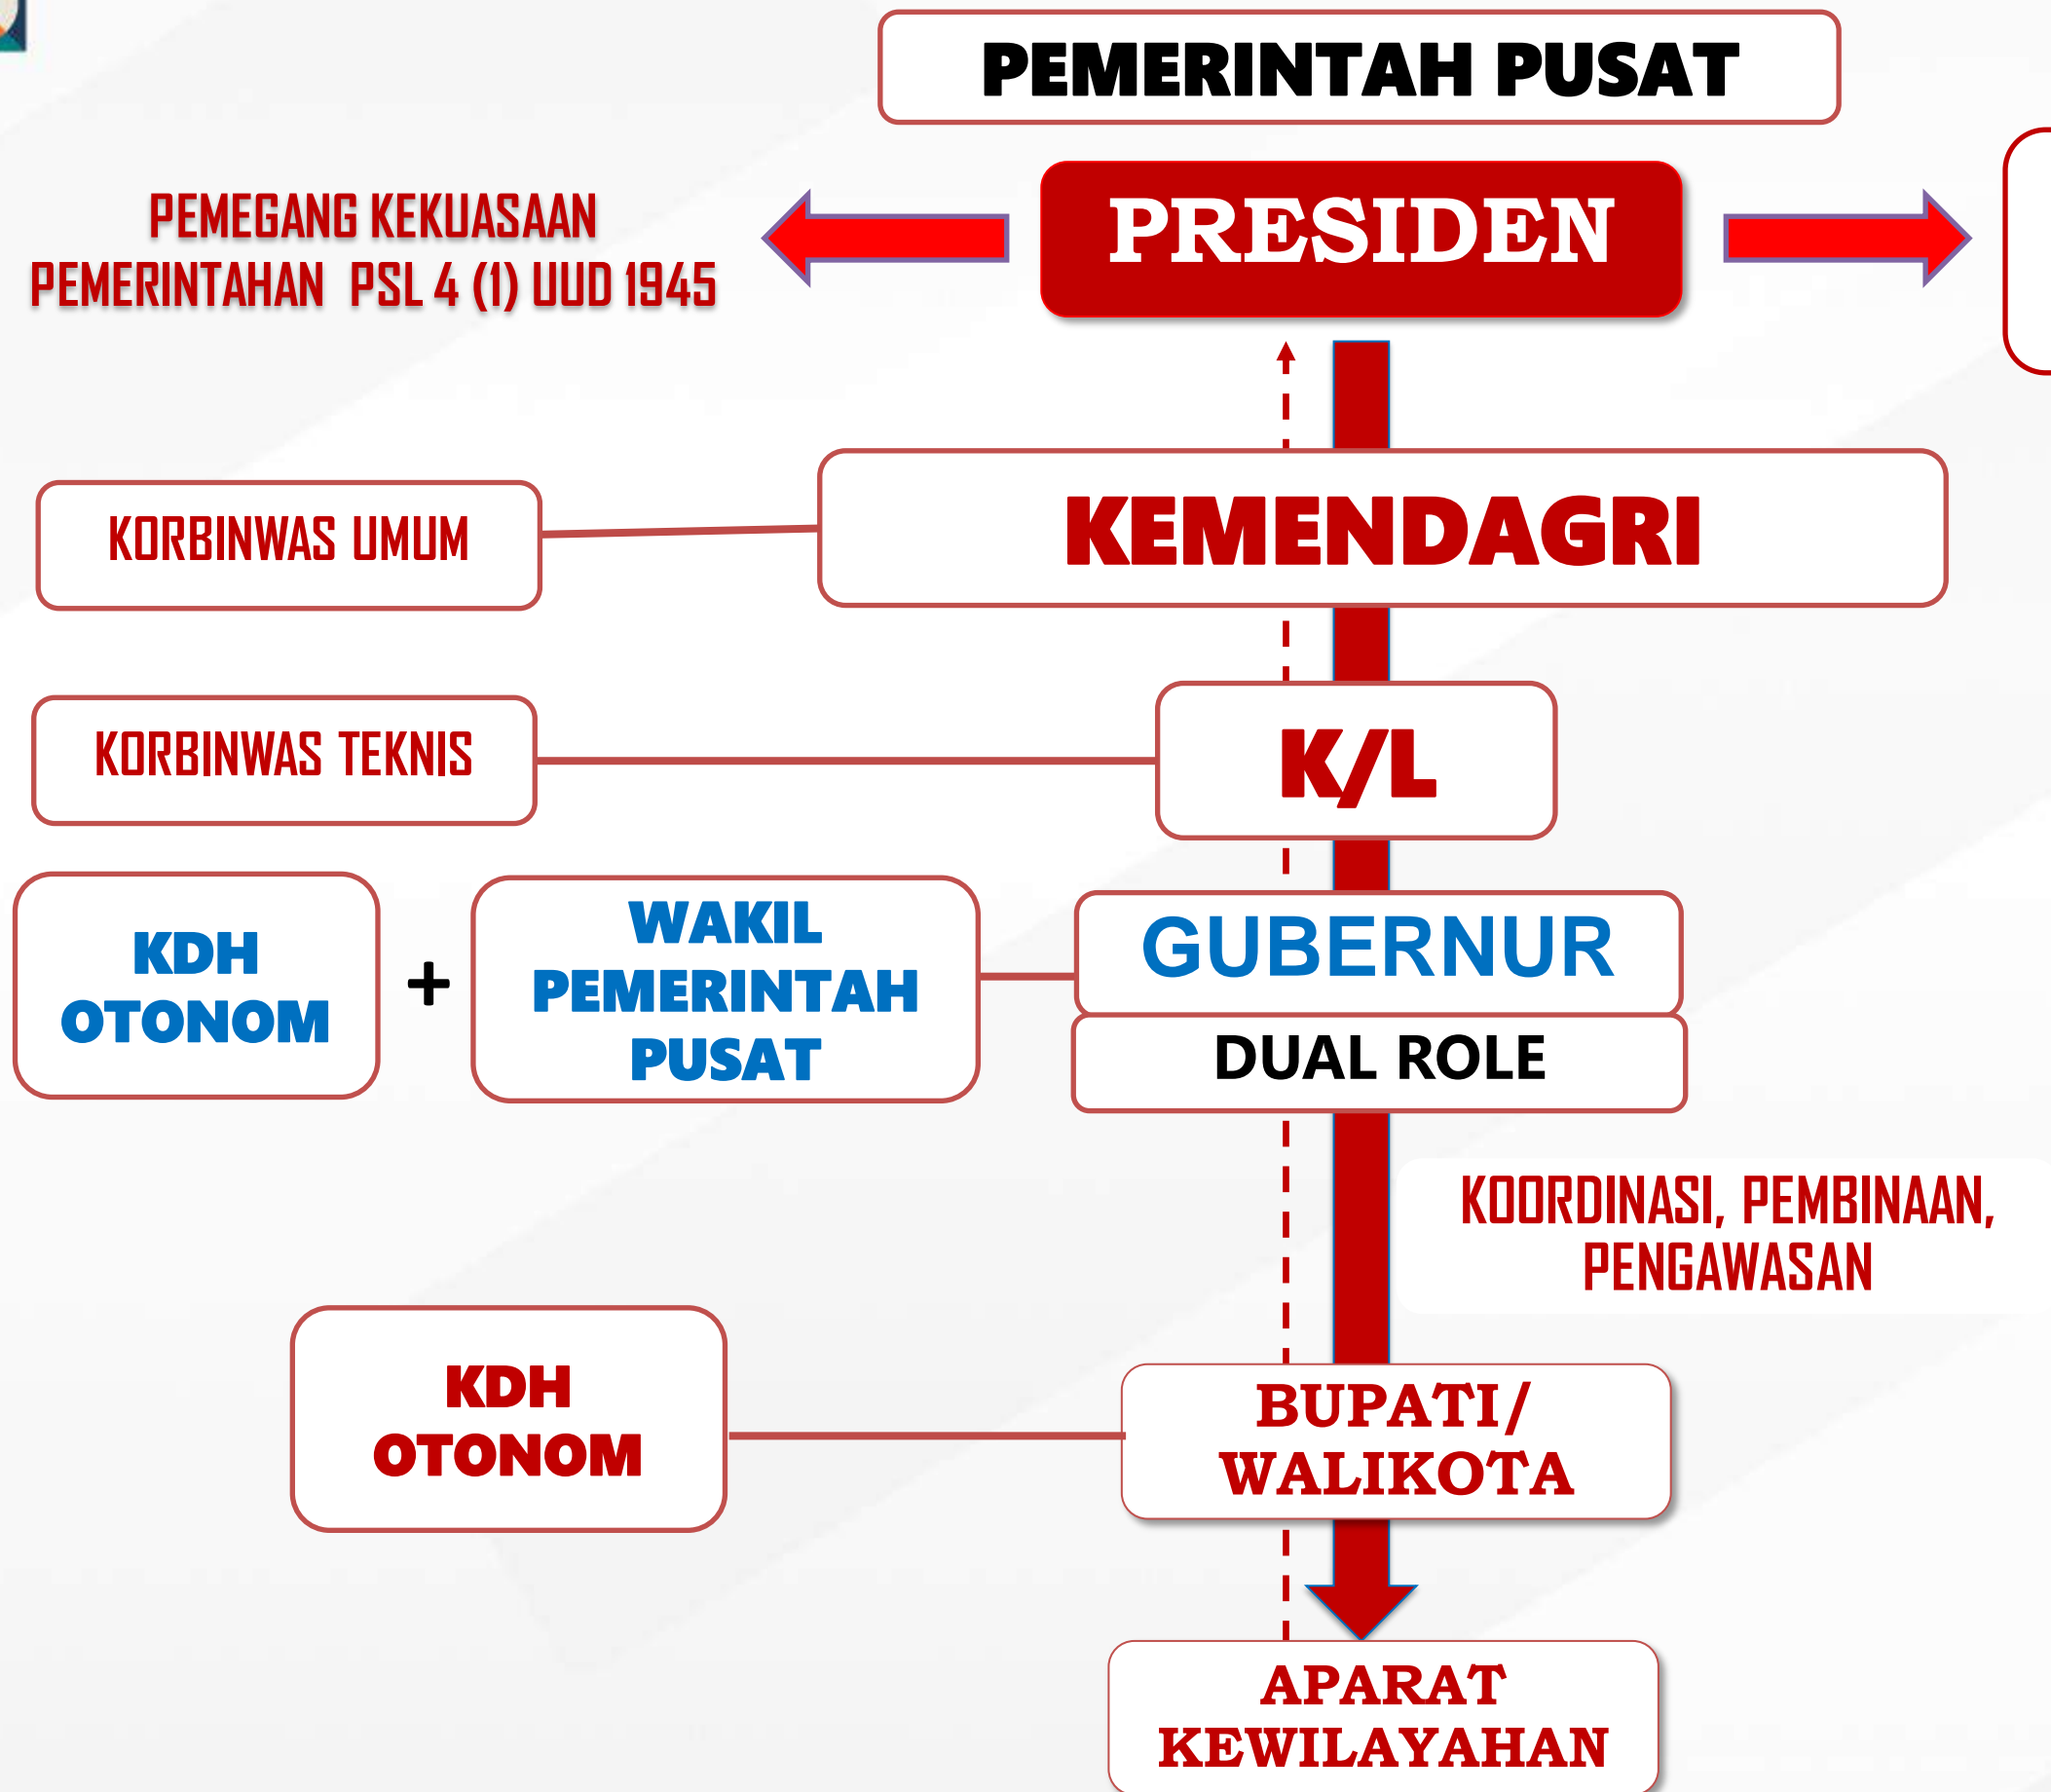 PEMERINTAH PUSAT
PEMEGANG KEKUASAAN
PEMERINTAHAN PSL 4 (1) UUD 1945
PRESIDEN
KORBINWAS UMUM
KEMENDAGRI
KORBINWAS TEKNIS
K/L
KDH
OTONOM
+
WAKIL
PEMERINTAH
PUSAT
GUBERNUR
DUAL ROLE
KOORDINASI, PEMBINAAN,
PENGAWASAN
KDH
OTONOM
BUPATI/
WALIKOTA
APARAT
KEWILAYAHAN